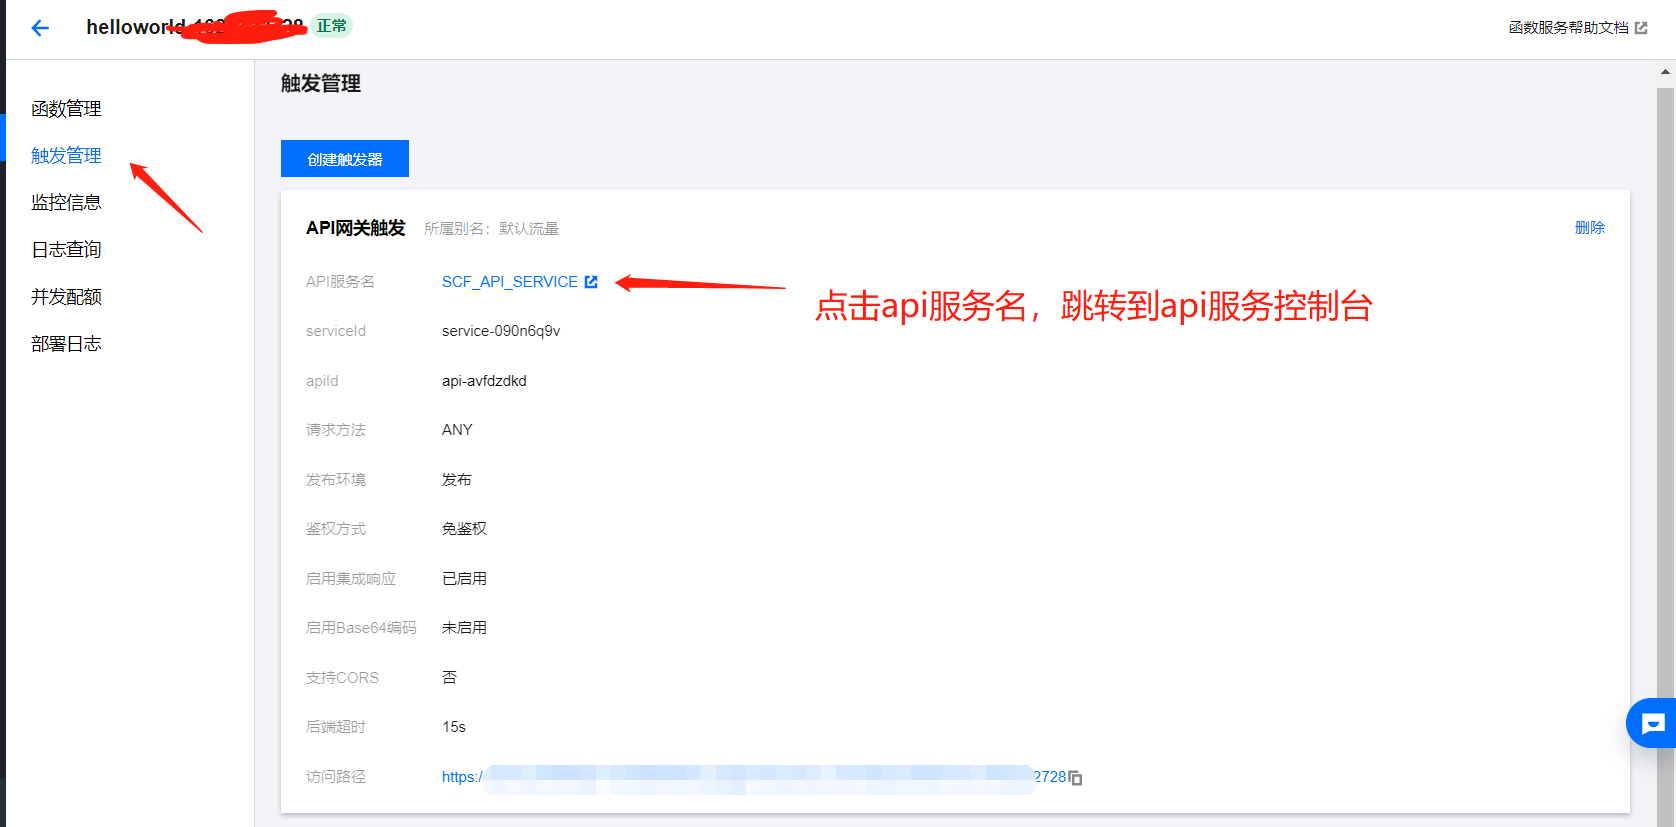 helloworld
正常
函数服务帮助文档
函数管理
触发管理
监控信息
日志查询
并发配额
部署日志
触发管理
创建触发器
API网关触发 所属别名：默认流量
删除
API服务名 SCF_API_SERVICE
点击api服务名，跳转到api服务控制台
serviceId service-090n6q9v
apiId api-avfdzdkd
请求方法 ANY
发布环境 发布
鉴权方式 免鉴权
启用集成响应 已启用
启用Base64编码 未启用
支持CORS 否
后端超时 15s
访问路径 https:/ 2728